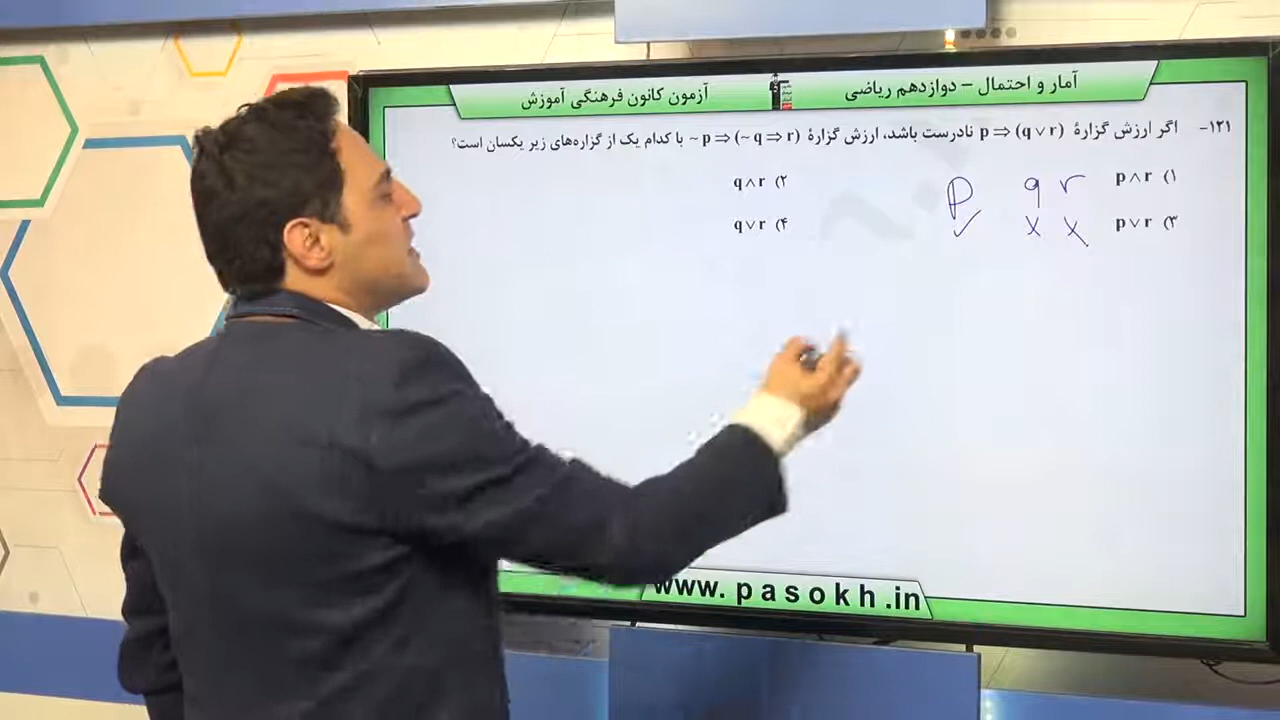 آمار و احتمال – دوازدهم ریاضی
آزمون کانون فرهنگی آموزش
۱۲۱- اگر ارزش گزارهٔ p ⇒ (q ∨ r) نادرست باشد، ارزش گزارهٔ ~p ⇒ (~q ⇒ r) با کدام یک از گزاره‌های زیر یکسان است؟
۱) p ∧ r
۲) q ∧ r
۳) p ∨ r
۴) q ∨ r
P q r
✓ × ×
www.pasokh.in